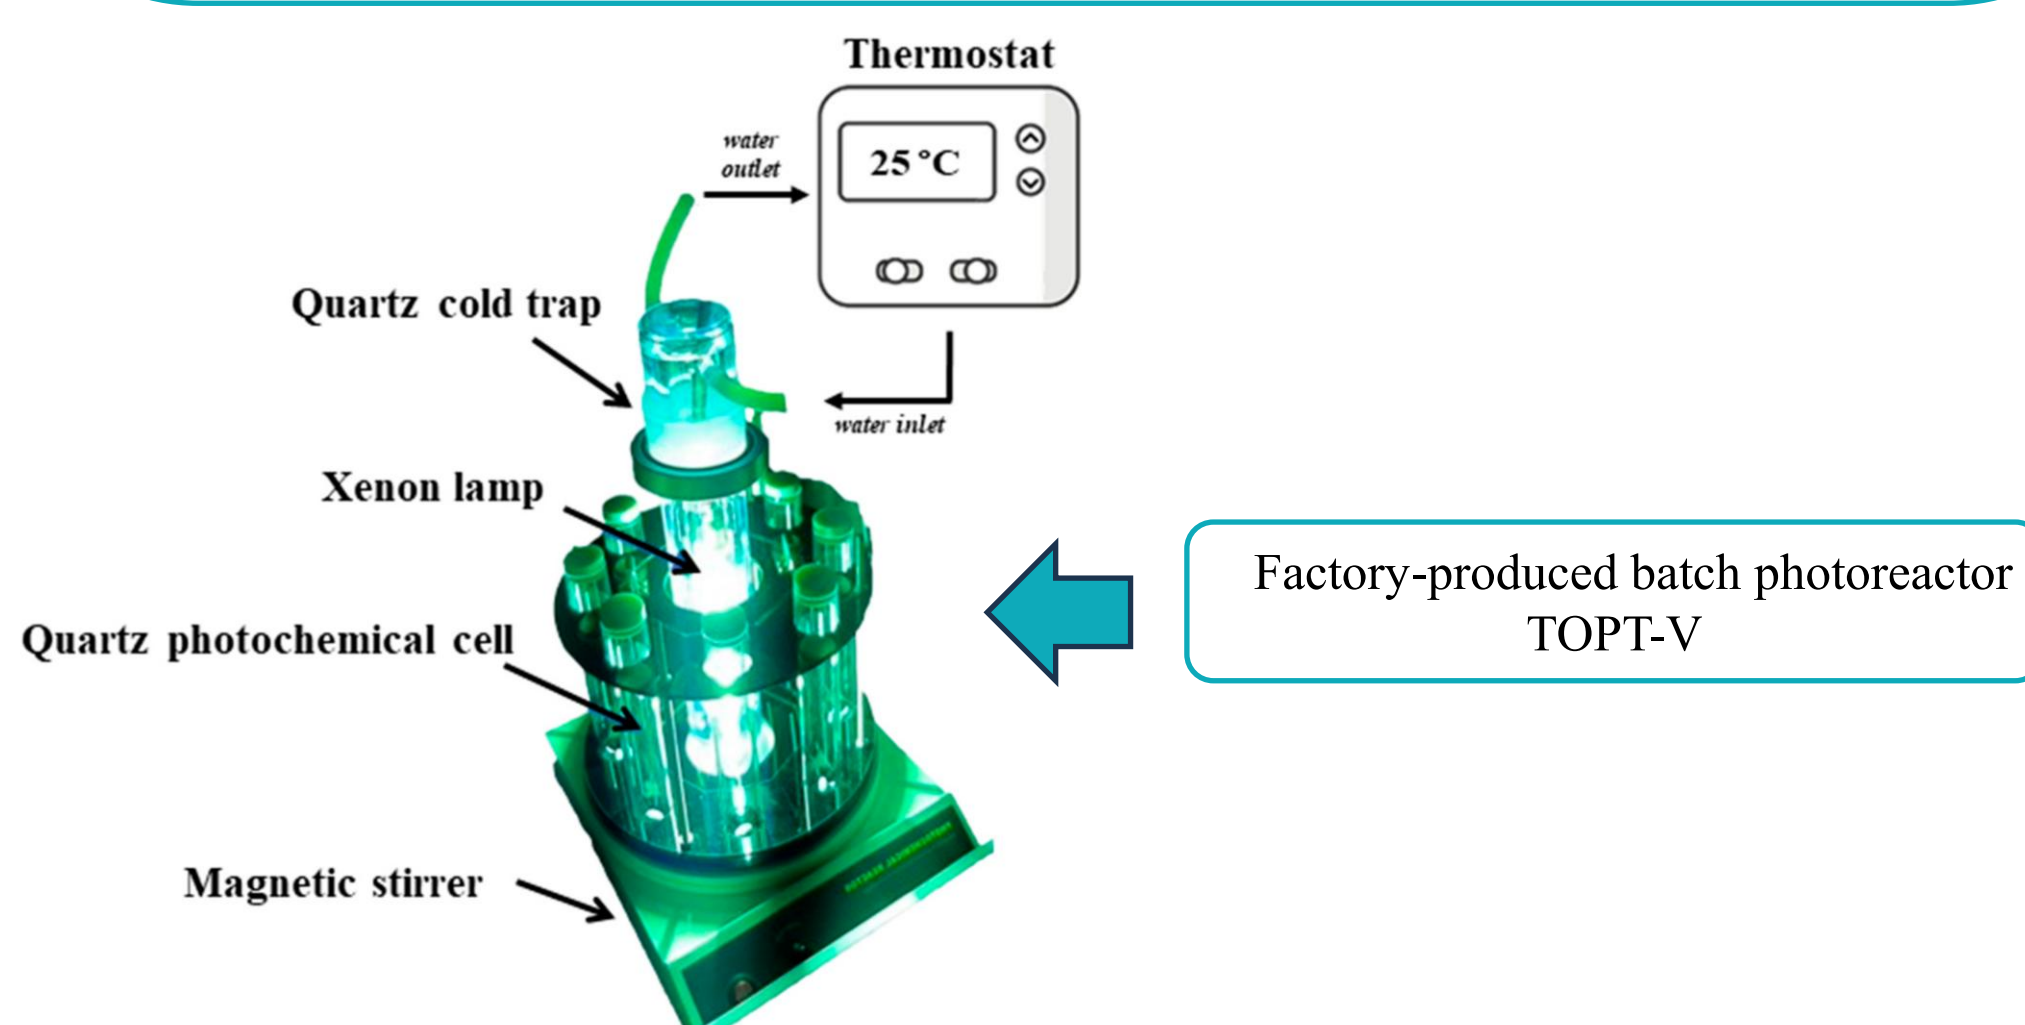 Thermostat
water
outlet
25 °C
Quartz cold trap
water inlet
Xenon lamp
Factory-produced batch photoreactor
TOPT-V
Quartz photochemical cell
Magnetic stirrer